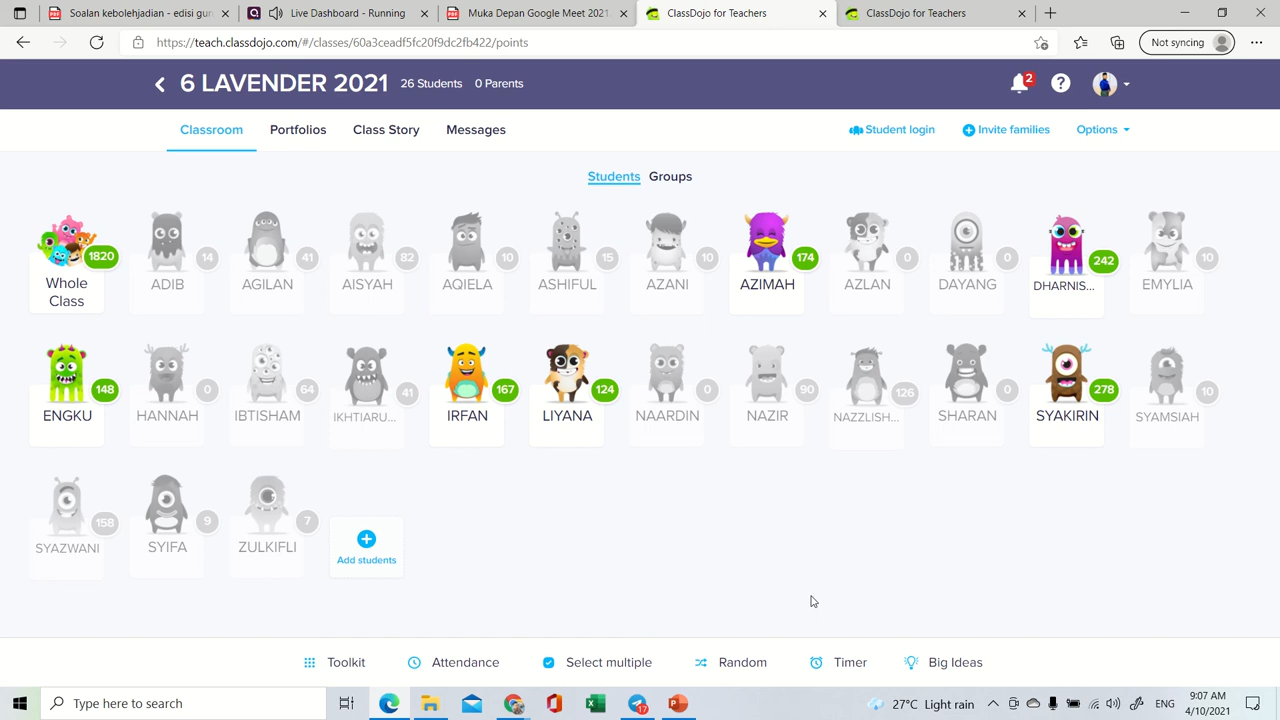 Soalan kebolehejarnaan - edisi gun
Live Dashboard - Running
Muka Depan Google Meet 2021
ClassDojo for Teachers
ClassDojo for Teachers
https://teach.classdojo.com/#/classes/60a3ceadf5fc20f9dc2fb422/points
Not syncing
6 LAVENDER 2021 26 Students 0 Parents
2
Classroom Portfolios Class Story Messages
Student login Invite families Options
Students Groups
1820 14 41 82 10 15 10 174 0 0 242 10
Whole Class
ADIB AGILAN AISYAH AQIELA ASHIFUL AZANI AZIMAH AZLAN DAYANG DHARNIS... EMYLIA
148 0 64 41 167 124 0 90 126 0 278 10
ENGKU HANNAH IBTISHAM IKHTIARU... IRFAN LIYANA NAARDIN NAZIR NAZZLISH... SHARAN SYAKIRIN SYAMSIAH
158 9 7
SYAZWANI SYIFA ZULKIFLI Add students
Toolkit Attendance Select multiple Random Timer Big Ideas
Type here to search
17
27°C Light rain
ENG
9:07 AM
4/10/2021